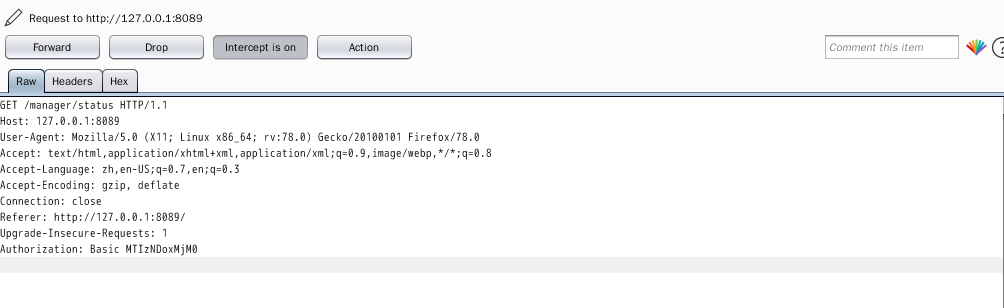 Request to http://127.0.0.1:8089
Forward Drop Intercept is on Action Comment this item ?
Raw Headers Hex
GET /manager/status HTTP/1.1
Host: 127.0.0.1:8089
User-Agent: Mozilla/5.0 (X11; Linux x86_64; rv:78.0) Gecko/20100101 Firefox/78.0
Accept: text/html,application/xhtml+xml,application/xml;q=0.9,image/webp,*/*;q=0.8
Accept-Language: zh,en-US;q=0.7,en;q=0.3
Accept-Encoding: gzip, deflate
Connection: close
Referer: http://127.0.0.1:8089/
Upgrade-Insecure-Requests: 1
Authorization: Basic MTIzNDoxMjM0